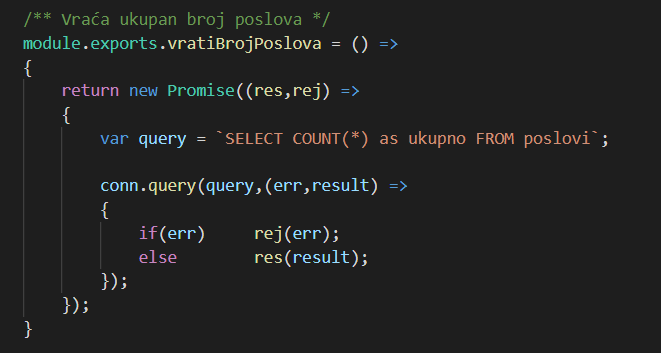 /** Vraća ukupan broj poslova */
module.exports.vratiBrojPoslova = () =>
{
    return new Promise((res,rej) =>
    {
        var query = `SELECT COUNT(*) as ukupno FROM poslovi`;

        conn.query(query,(err,result) =>
        {
            if(err)     rej(err);
            else        res(result);
        });
    });
}